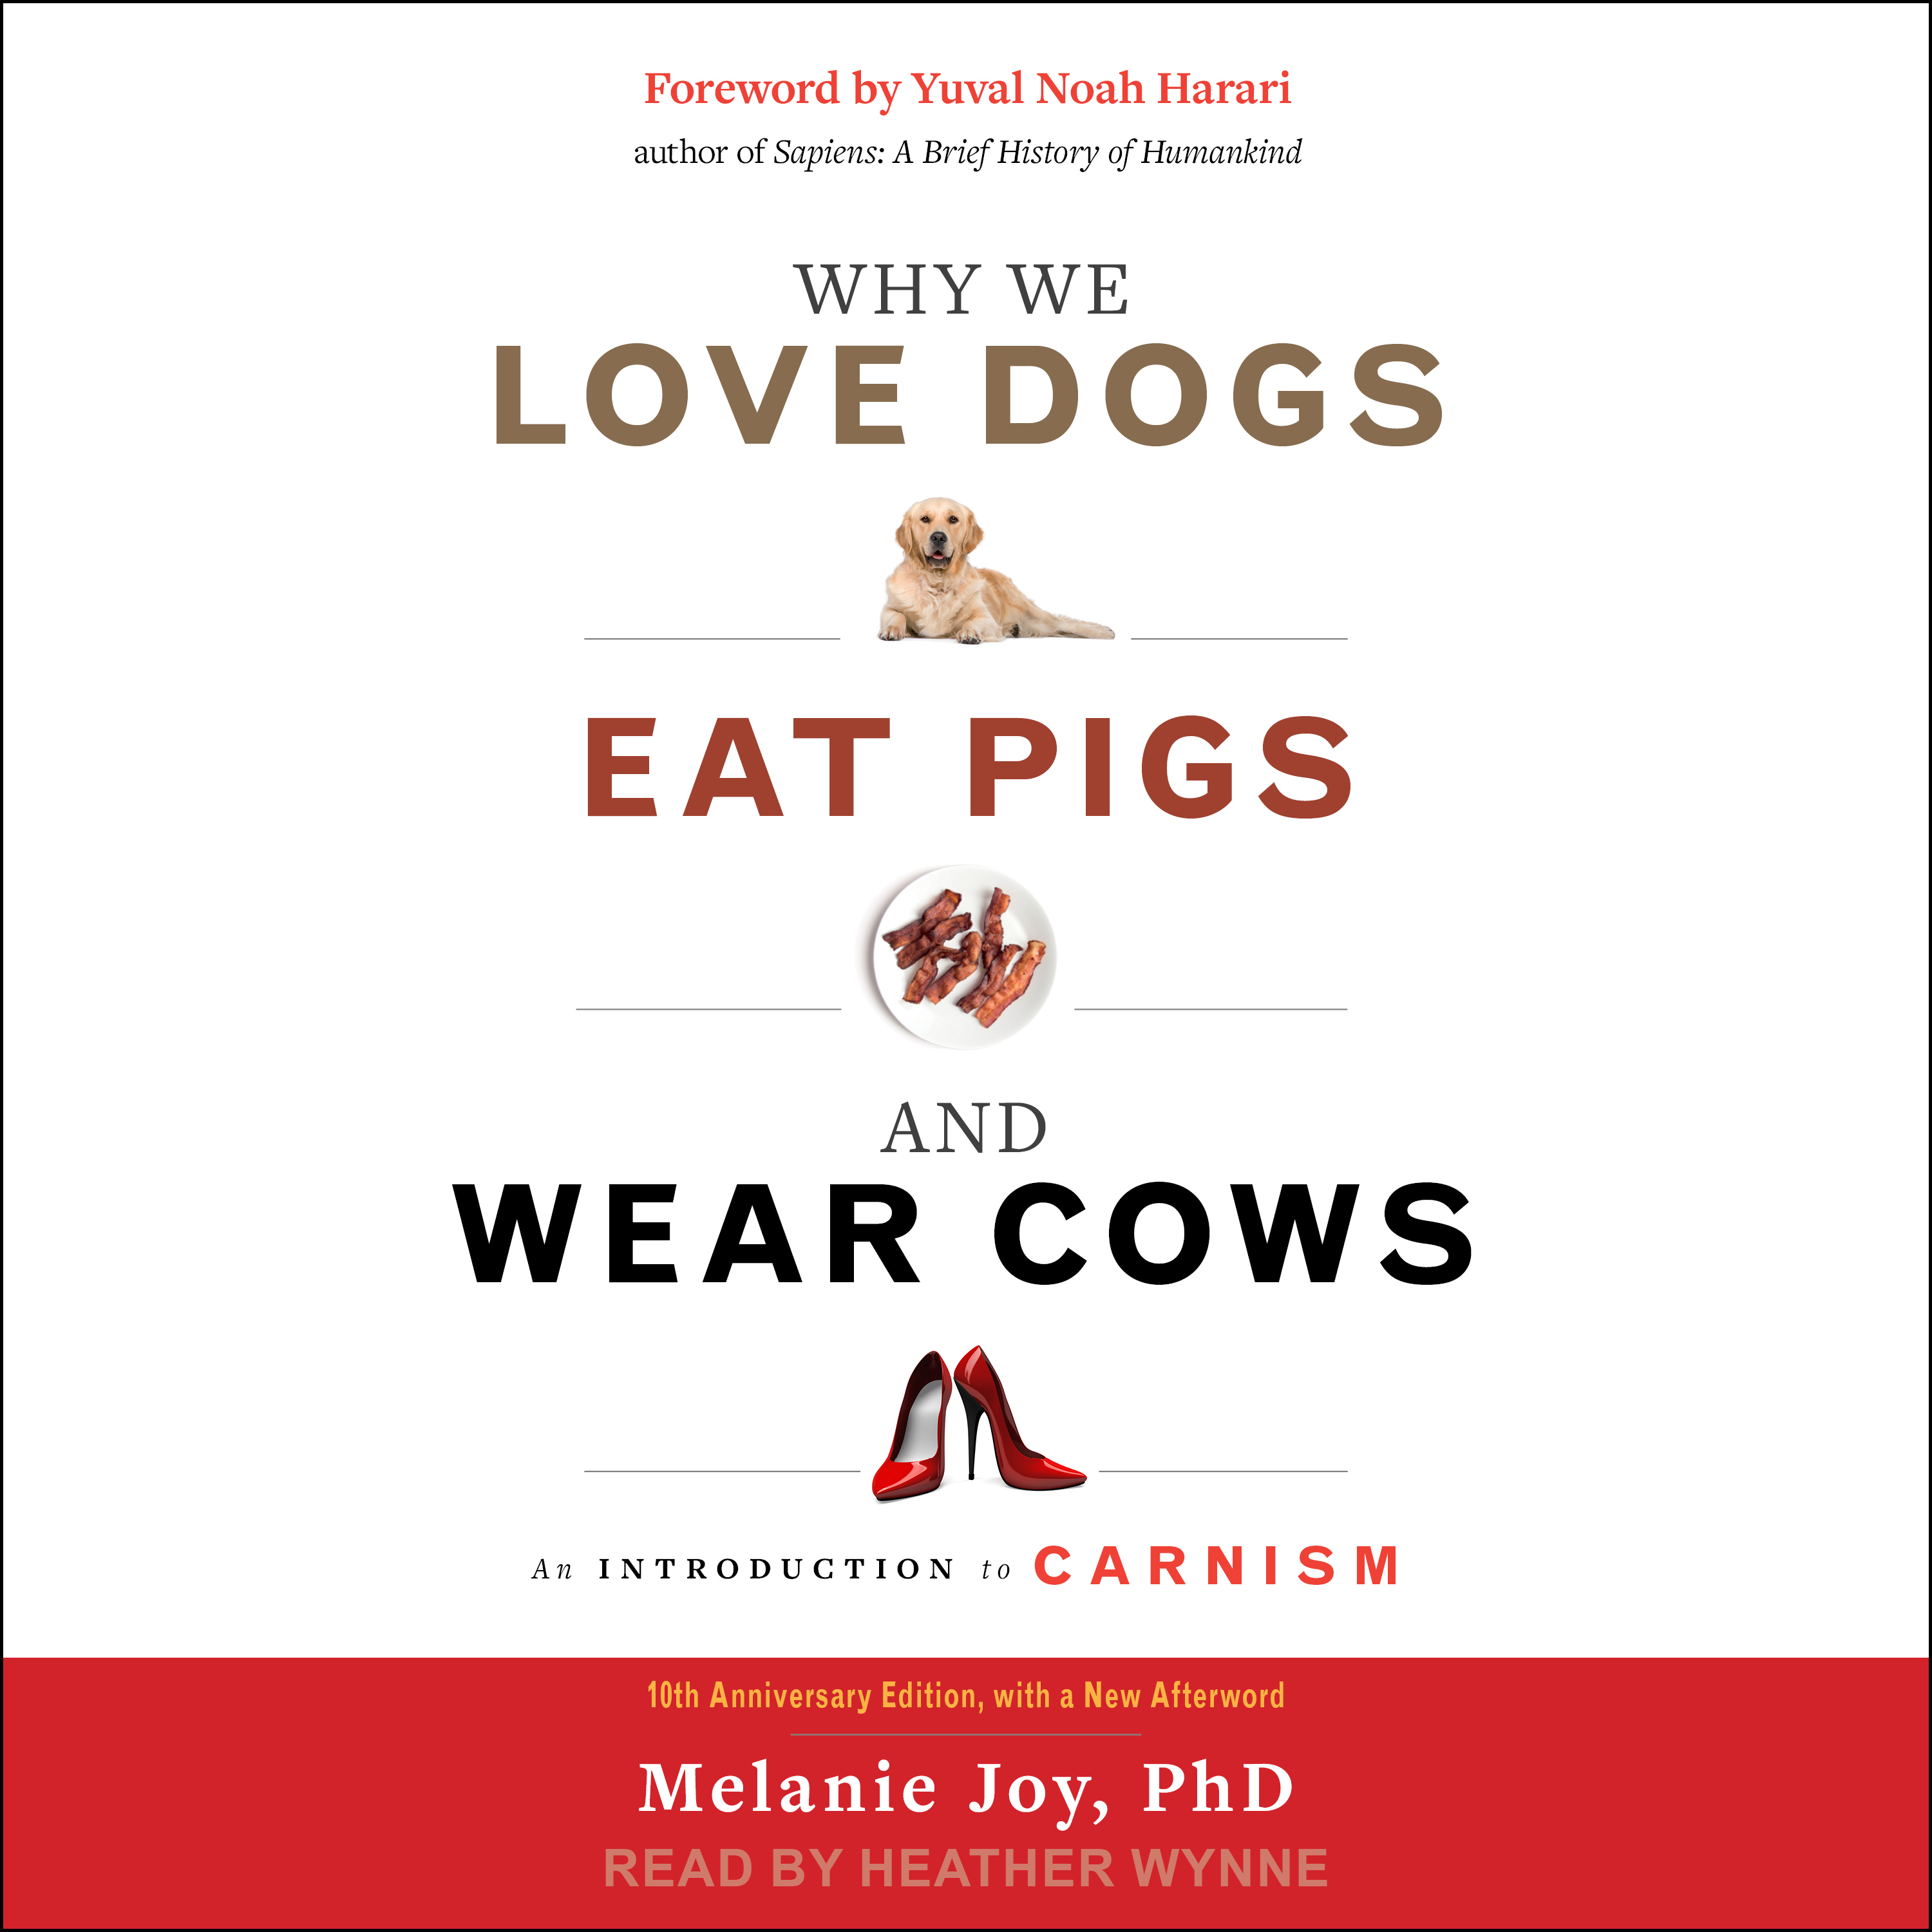 Foreword by Yuval Noah Harari
author of Sapiens: A Brief History of Humankind
WHY WE
LOVE DOGS
EAT PIGS
AND
WEAR COWS
An INTRODUCTION to CARNISM
10th Anniversary Edition, with a New Afterword
Melanie Joy, PhD
READ BY HEATHER WYNNE